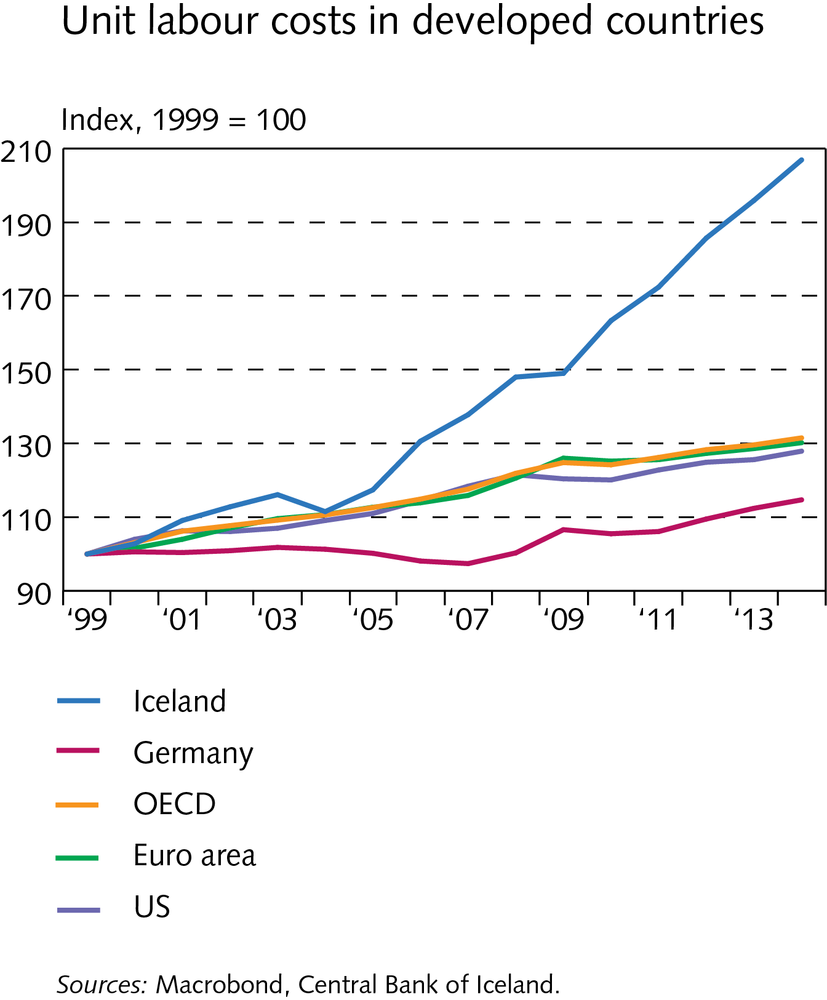 Unit labour costs in developed countries
Index, 1999 = 100
210
190
170
150
130
110
90
‘99 ‘01 ‘03 ‘05 ‘07 ‘09 ‘11 ‘13
Iceland
Germany
OECD
Euro area
US
Sources: Macrobond, Central Bank of Iceland.